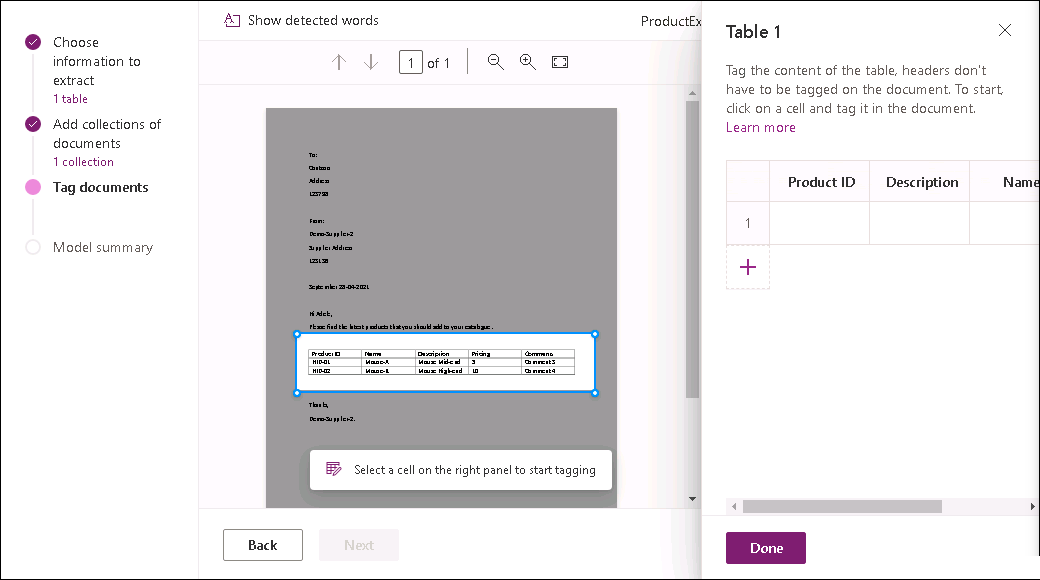 Choose
information to
extract
1 table
Add collections of
documents
1 collection
Tag documents
Model summary
Show detected words
ProductEx
1 of 1
To:
Contoso
Address
123798
From:
Demo-Supplier-2
Supplier Address
123138
September 28-04-2021
Hi Adele,
Please find the latest products that you should add to your catalogue.
Product ID Name Description Pricing Comments
HID-01 Mouse-A Mouse Mid-end 3 Comment 3
HID-02 Mouse-B Mouse High-end 10 Comment 4
Thanks,
Demo-Supplier-2.
Select a cell on the right panel to start tagging
Back
Next
Table 1
Tag the content of the table, headers don't
have to be tagged on the document. To start,
click on a cell and tag it in the document.
Learn more
Product ID Description Name
1
Done